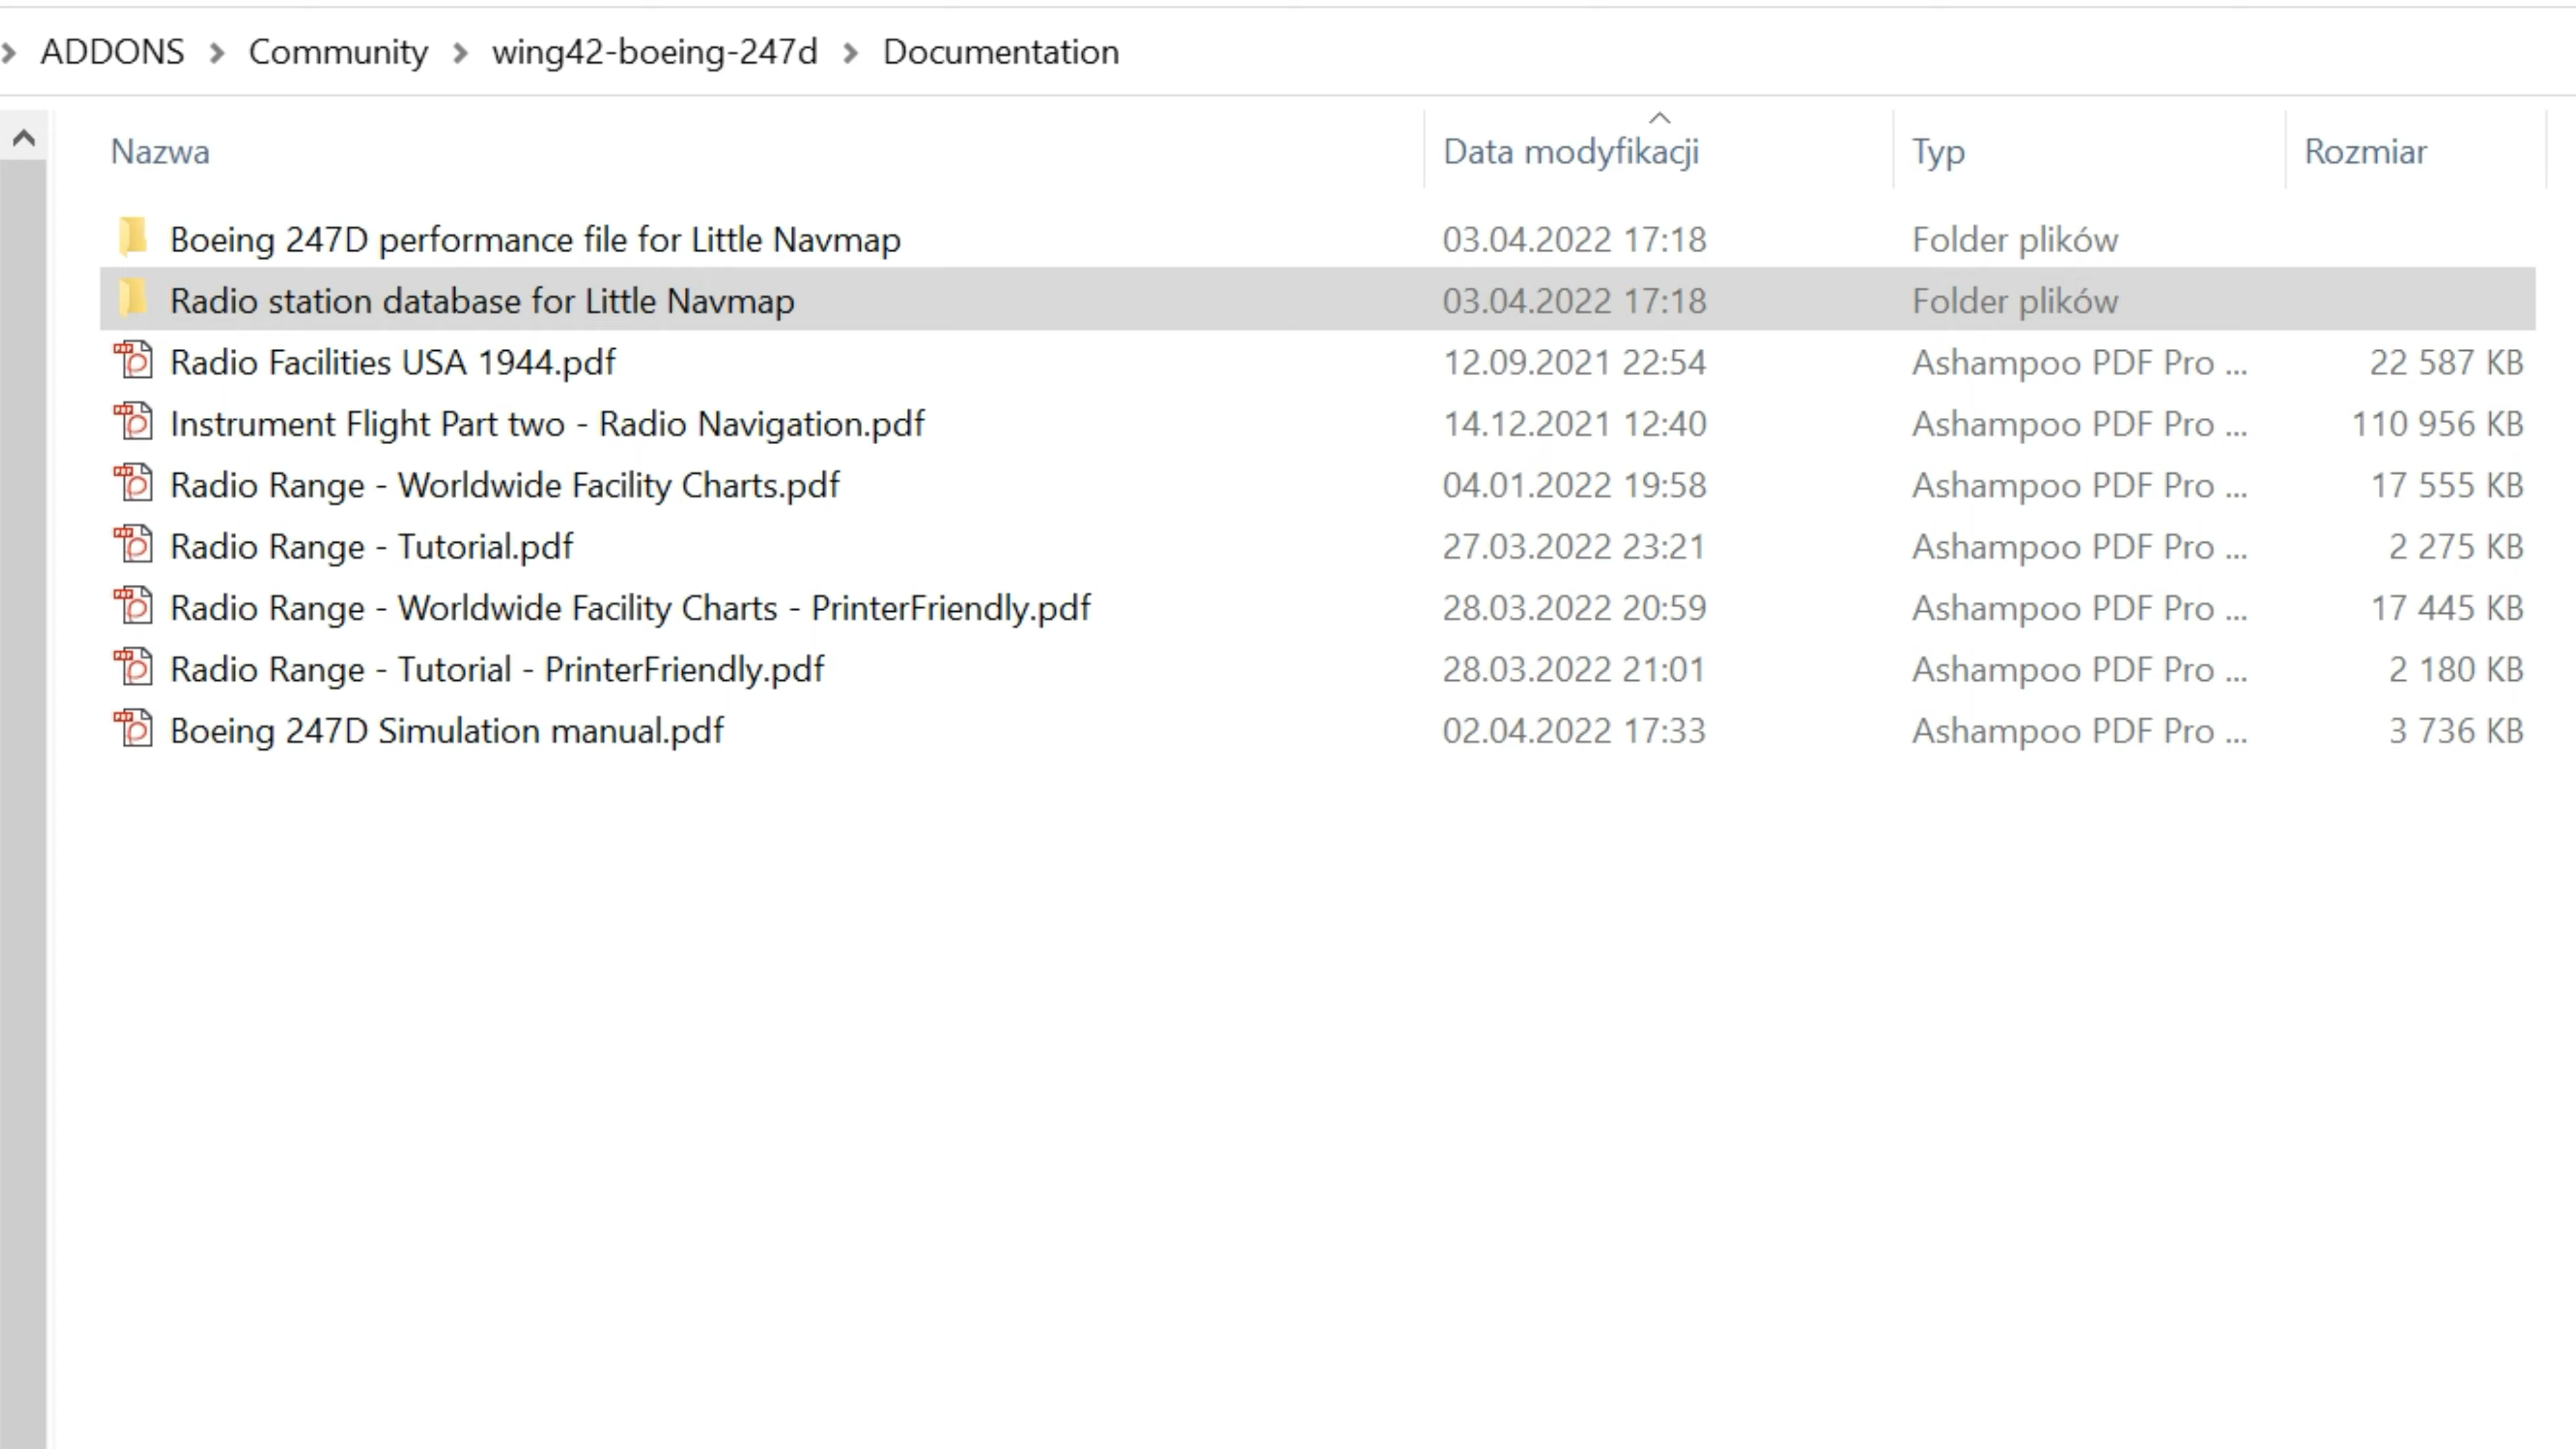 ADDONS > Community > wing42-boeing-247d > Documentation
Nazwa Data modyfikacji Typ Rozmiar
Boeing 247D performance file for Little Navmap 03.04.2022 17:18 Folder plików
Radio station database for Little Navmap 03.04.2022 17:18 Folder plików
Radio Facilities USA 1944.pdf 12.09.2021 22:54 Ashampoo PDF Pro ... 22 587 KB
Instrument Flight Part two - Radio Navigation.pdf 14.12.2021 12:40 Ashampoo PDF Pro ... 110 956 KB
Radio Range - Worldwide Facility Charts.pdf 04.01.2022 19:58 Ashampoo PDF Pro ... 17 555 KB
Radio Range - Tutorial.pdf 27.03.2022 23:21 Ashampoo PDF Pro ... 2 275 KB
Radio Range - Worldwide Facility Charts - PrinterFriendly.pdf 28.03.2022 20:59 Ashampoo PDF Pro ... 17 445 KB
Radio Range - Tutorial - PrinterFriendly.pdf 28.03.2022 21:01 Ashampoo PDF Pro ... 2 180 KB
Boeing 247D Simulation manual.pdf 02.04.2022 17:33 Ashampoo PDF Pro ... 3 736 KB